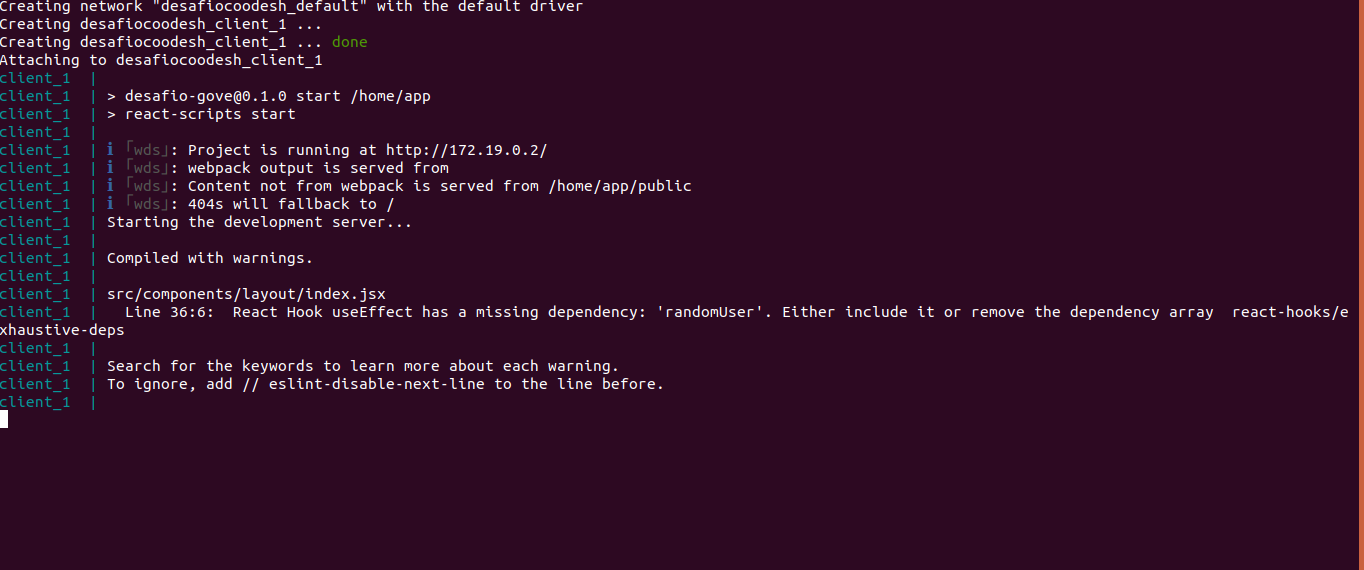 Creating network "desafiocoodesh_default" with the default driver
Creating desafiocoodesh_client_1 ...
Creating desafiocoodesh_client_1 ... done
Attaching to desafiocoodesh_client_1
client_1  |
client_1  | > desafio-gove@0.1.0 start /home/app
client_1  | > react-scripts start
client_1  |
client_1  | ℹ 「wds」: Project is running at http://172.19.0.2/
client_1  | ℹ 「wds」: webpack output is served from
client_1  | ℹ 「wds」: Content not from webpack is served from /home/app/public
client_1  | ℹ 「wds」: 404s will fallback to /
client_1  | Starting the development server...
client_1  |
client_1  | Compiled with warnings.
client_1  |
client_1  | src/components/layout/index.jsx
client_1  |   Line 36:6:  React Hook useEffect has a missing dependency: 'randomUser'. Either include it or remove the dependency array  react-hooks/e
xhaustive-deps
client_1  |
client_1  | Search for the keywords to learn more about each warning.
client_1  | To ignore, add // eslint-disable-next-line to the line before.
client_1  |